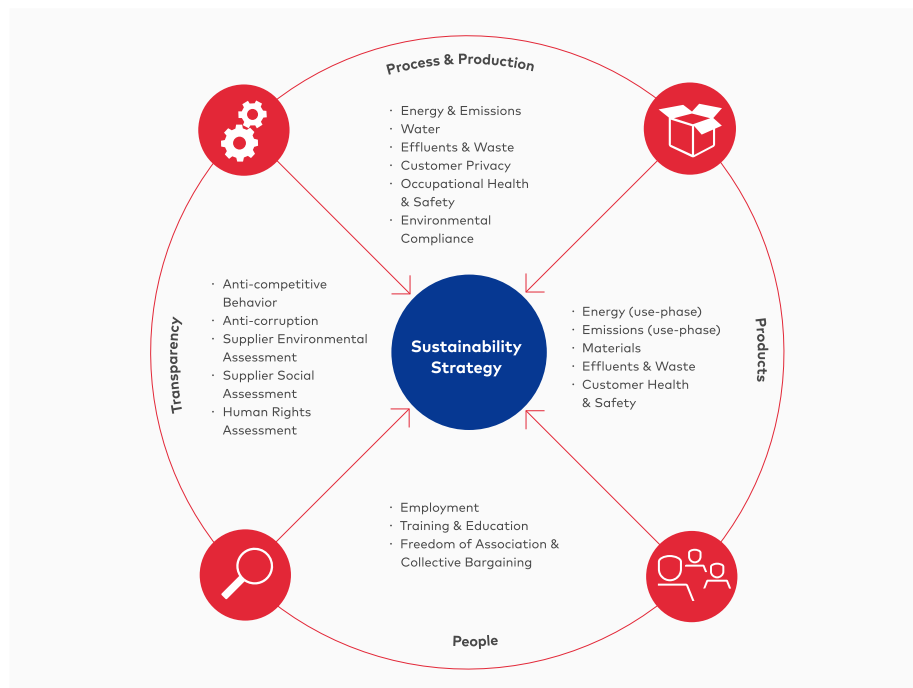 Process & Production
· Energy & Emissions
· Water
· Effluents & Waste
· Customer Privacy
· Occupational Health
& Safety
· Environmental
Compliance
Transparency
· Anti-competitive
Behavior
· Anti-corruption
· Supplier Environmental
Assessment
· Supplier Social
Assessment
· Human Rights
Assessment
Sustainability
Strategy
· Energy (use-phase)
· Emissions (use-phase)
· Materials
· Effluents & Waste
· Customer Health
& Safety
Products
· Employment
· Training & Education
· Freedom of Association &
Collective Bargaining
People